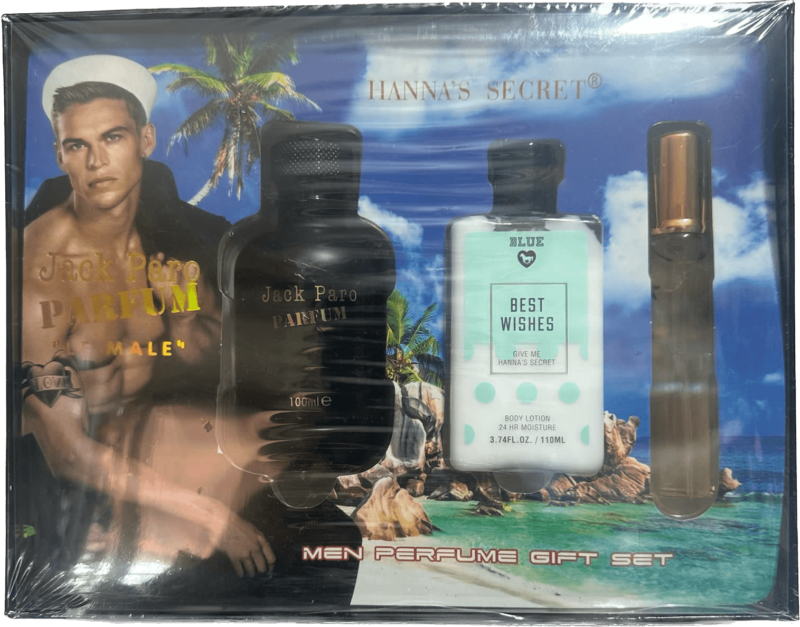 HANNA'S SECRET®
Jack Paro
PARFUM
MALE"
LOVE
Jack Paro
PARFUM
100ml e
BLUE
BEST
WISHES
GIVE ME
HANNA'S SECRET
BODY LOTION
24 HR MOISTURE
3.74FL.OZ. / 110ML
MEN PERFUME GIFT SET